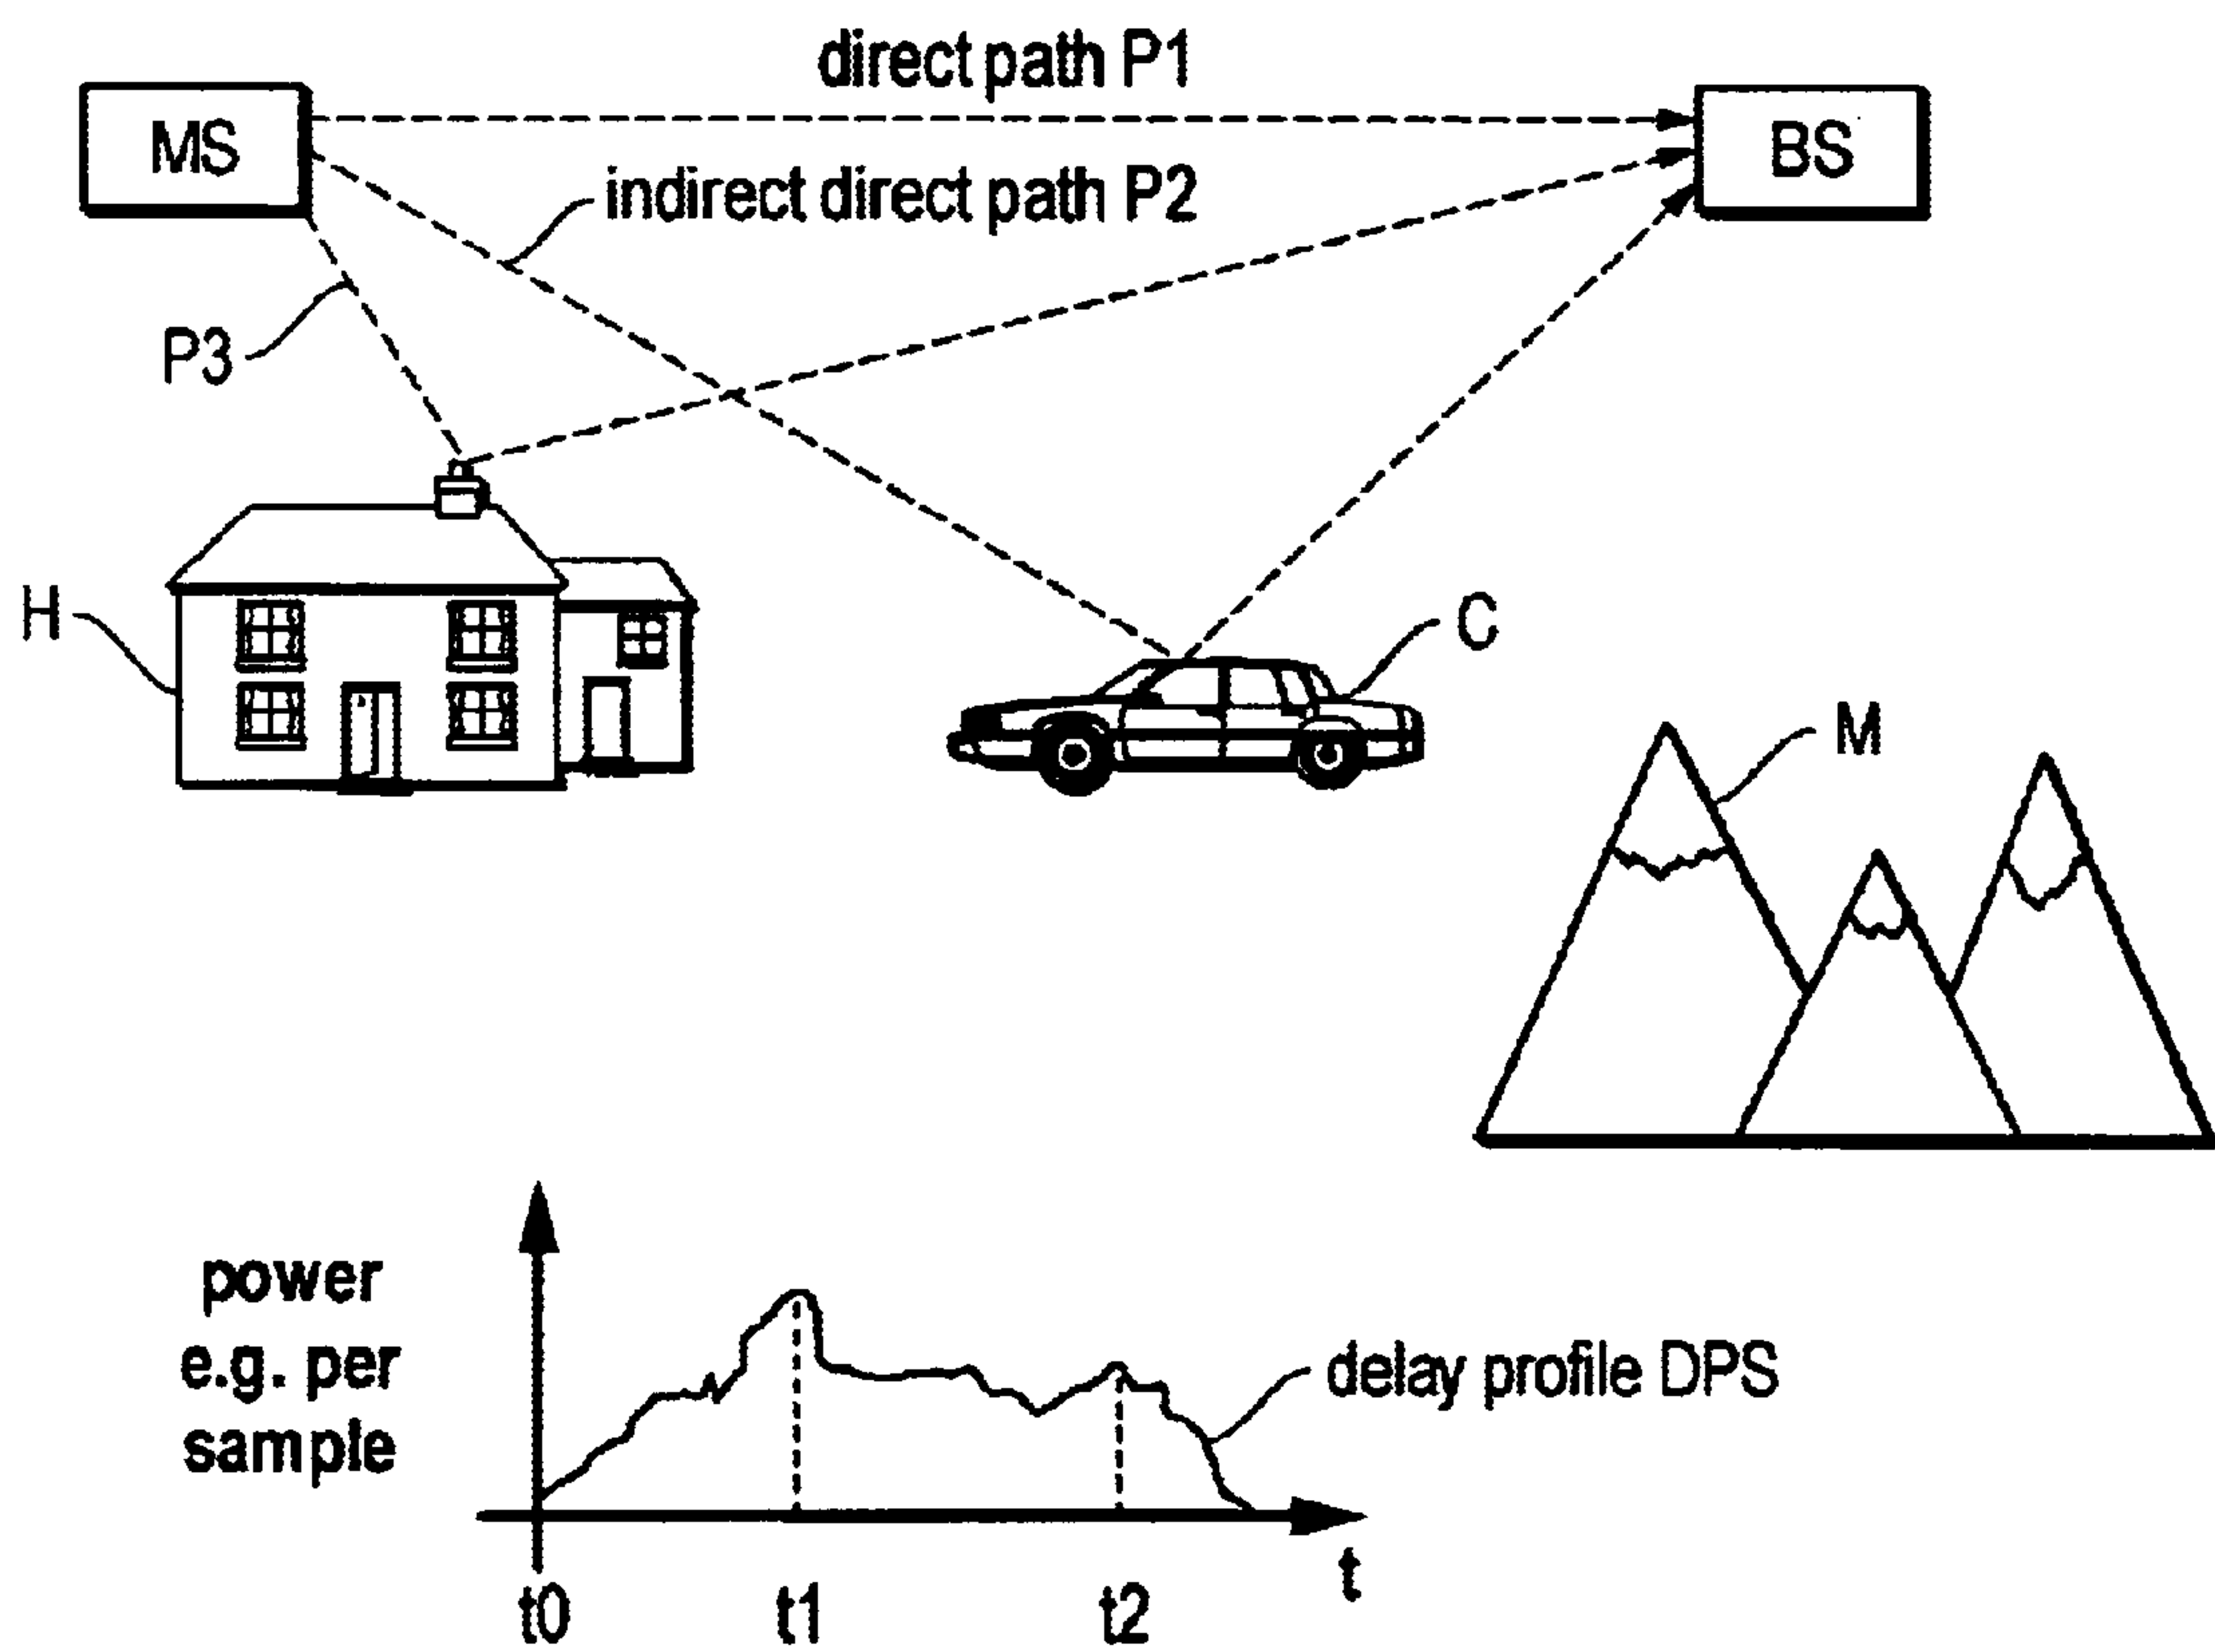 direct path P1
MS
BS
indirect direct path P2
P3
H
C
M
power
e.g. per
sample
delay profile DPS
t
t0
t1
t2